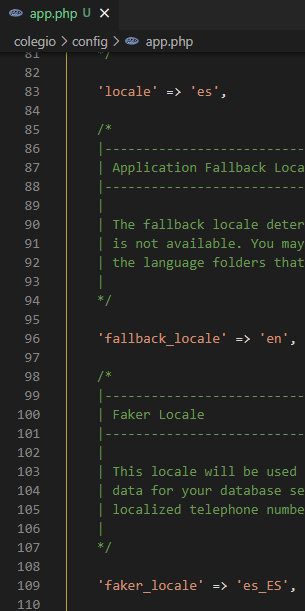 app.php U ×
colegio > config > app.php
81 */
82
83 'locale' => 'es',
84
85 /*
86 |---------------------------
87 | Application Fallback Loca
88 |---------------------------
89 |
90 | The fallback locale deter
91 | is not available. You may
92 | the language folders that
93 |
94 */
95
96 'fallback_locale' => 'en',
97
98 /*
99 |---------------------------
100 | Faker Locale
101 |---------------------------
102 |
103 | This locale will be used
104 | data for your database se
105 | localized telephone numbe
106 |
107 */
108
109 'faker_locale' => 'es_ES',
110